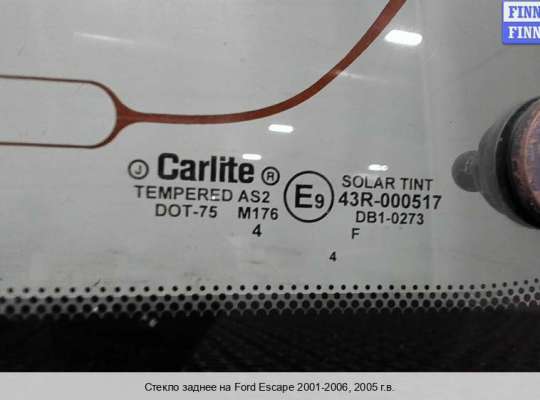 FINN
FINN
J Carlite ®
TEMPERED AS2
DOT-75 M176
4
E9
SOLAR TINT
43R-000517
DB1-0273
F
4
Стекло заднее на Ford Escape 2001-2006, 2005 г.в.